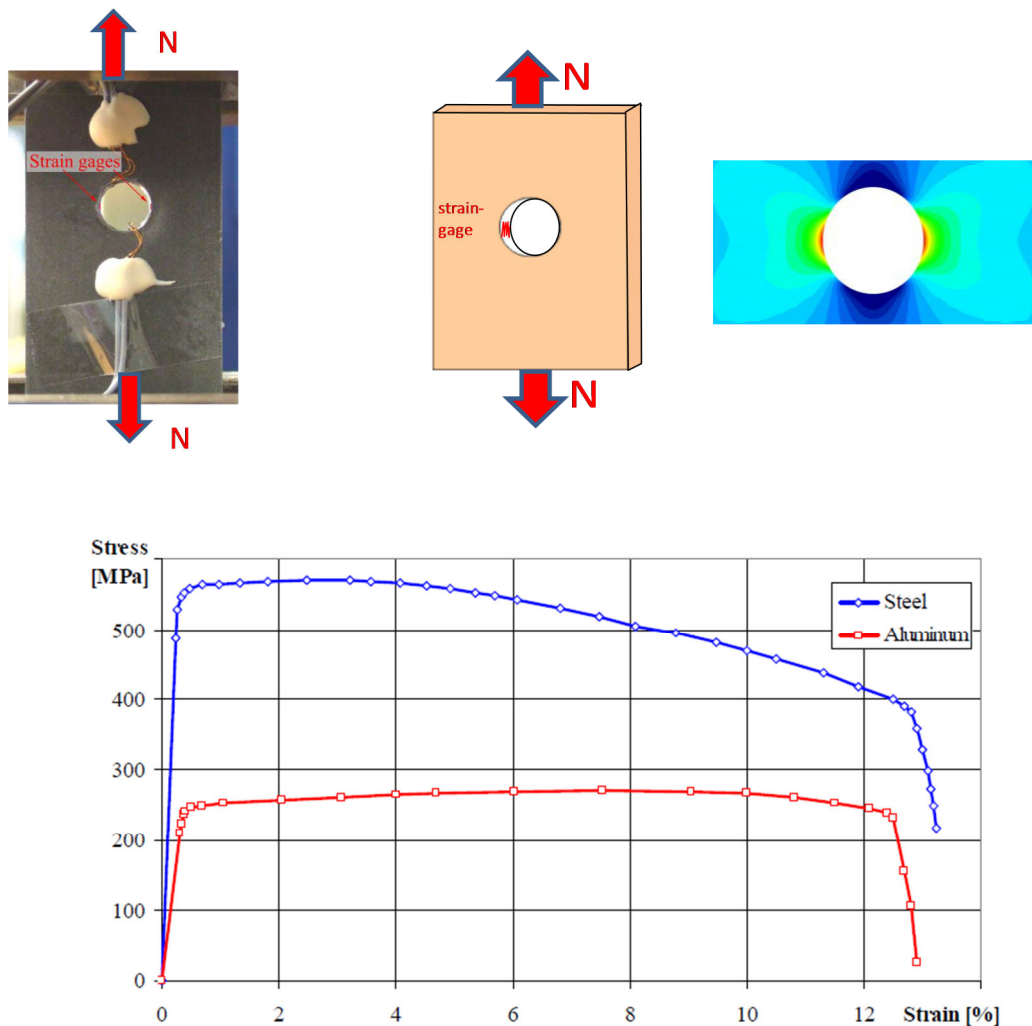 N
Strain gages
N
N
strain-
gage
N
Stress
[MPa]
500
400
300
200
100
0
Steel
Aluminum
0 2 4 6 8 10 12 Strain [%]